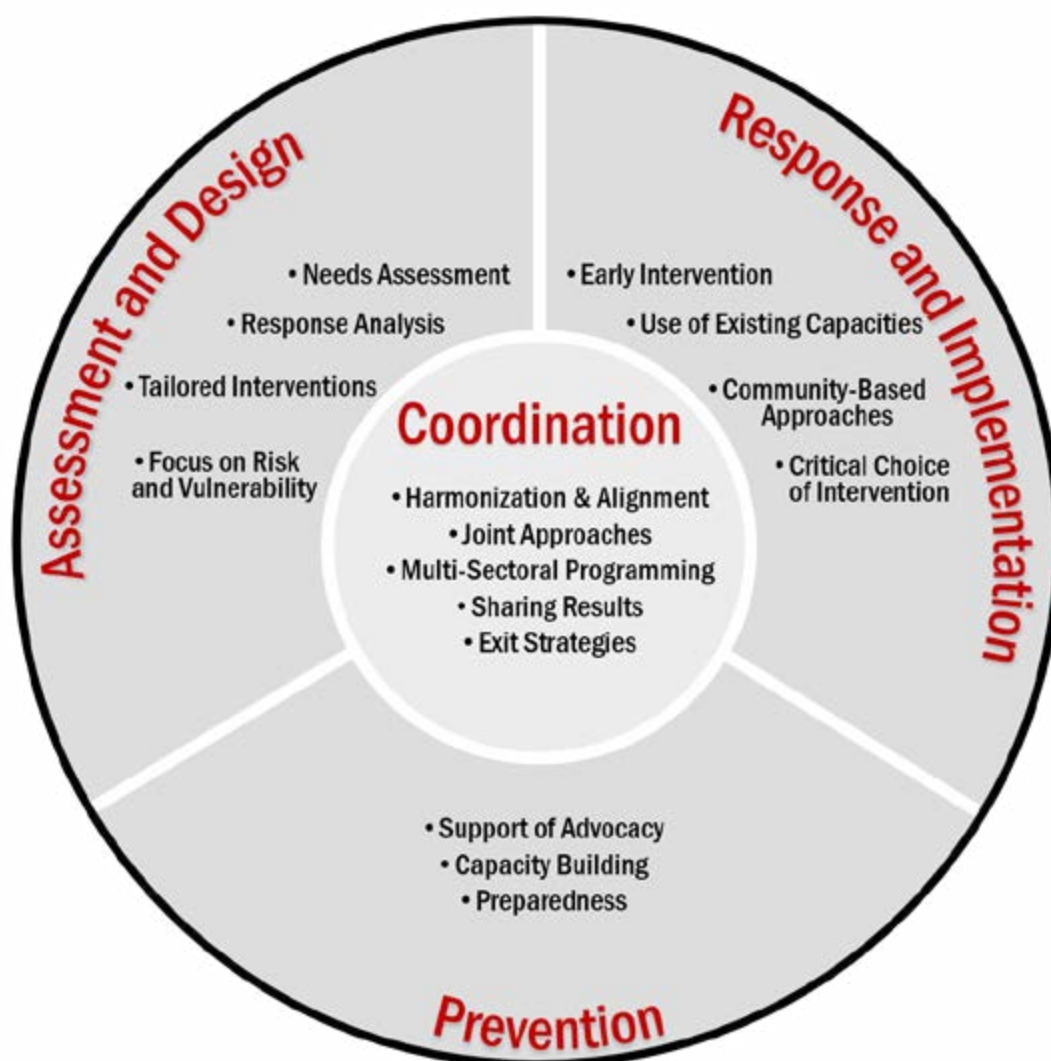 Assessment and Design
• Needs Assessment
• Response Analysis
• Tailored Interventions
• Focus on Risk
and Vulnerability
Response and Implementation
• Early Intervention
• Use of Existing Capacities
• Community-Based
Approaches
• Critical Choice
of Intervention
Coordination
• Harmonization & Alignment
• Joint Approaches
• Multi-Sectoral Programming
• Sharing Results
• Exit Strategies
• Support of Advocacy
• Capacity Building
• Preparedness
Prevention